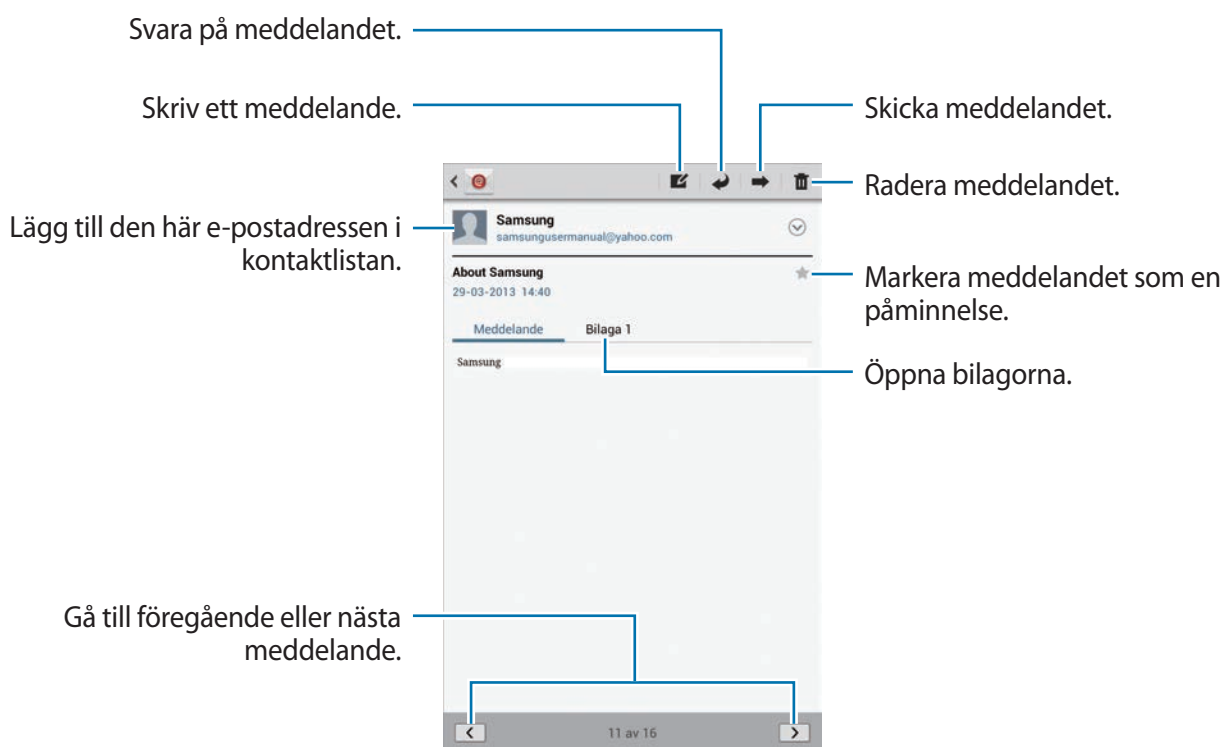 Svara på meddelandet.
Skriv ett meddelande.
Skicka meddelandet.
Radera meddelandet.
Samsung
samsungusermanual@yahoo.com
Lägg till den här e-postadressen i
kontaktlistan.
About Samsung
29-03-2013 14:40
Markera meddelandet som en
påminnelse.
Meddelande
Bilaga 1
Samsung
Öppna bilagorna.
Gå till föregående eller nästa
meddelande.
11 av 16